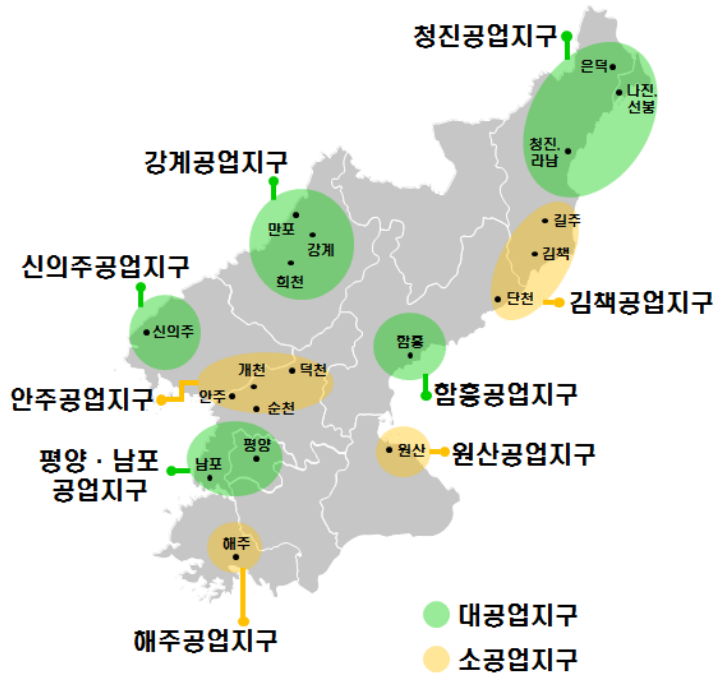 청진공업지구
은덕
나진.
선봉
청진.
라남
강계공업지구
만포
강계
희천
길주
김책
단천
김책공업지구
신의주공업지구
신의주
함흥
함흥공업지구
개천
덕천
안주
순천
안주공업지구
평양 · 남포
공업지구
평양
남포
원산
원산공업지구
해주
해주공업지구
대공업지구
소공업지구